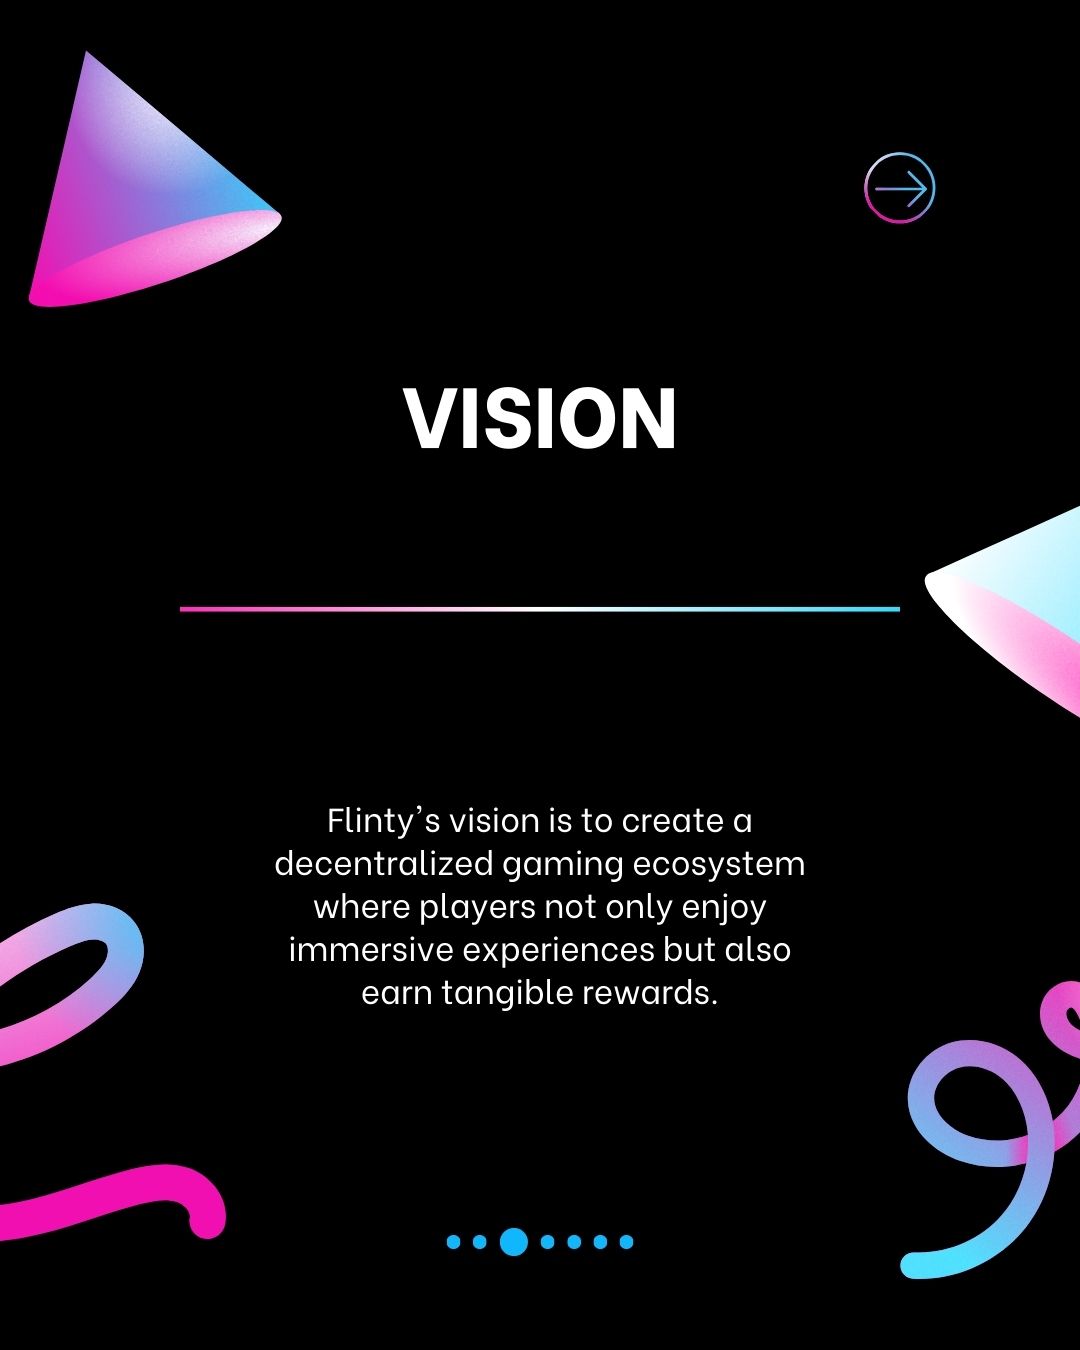 VISION
Flinty’s vision is to create a
decentralized gaming ecosystem
where players not only enjoy
immersive experiences but also
earn tangible rewards.